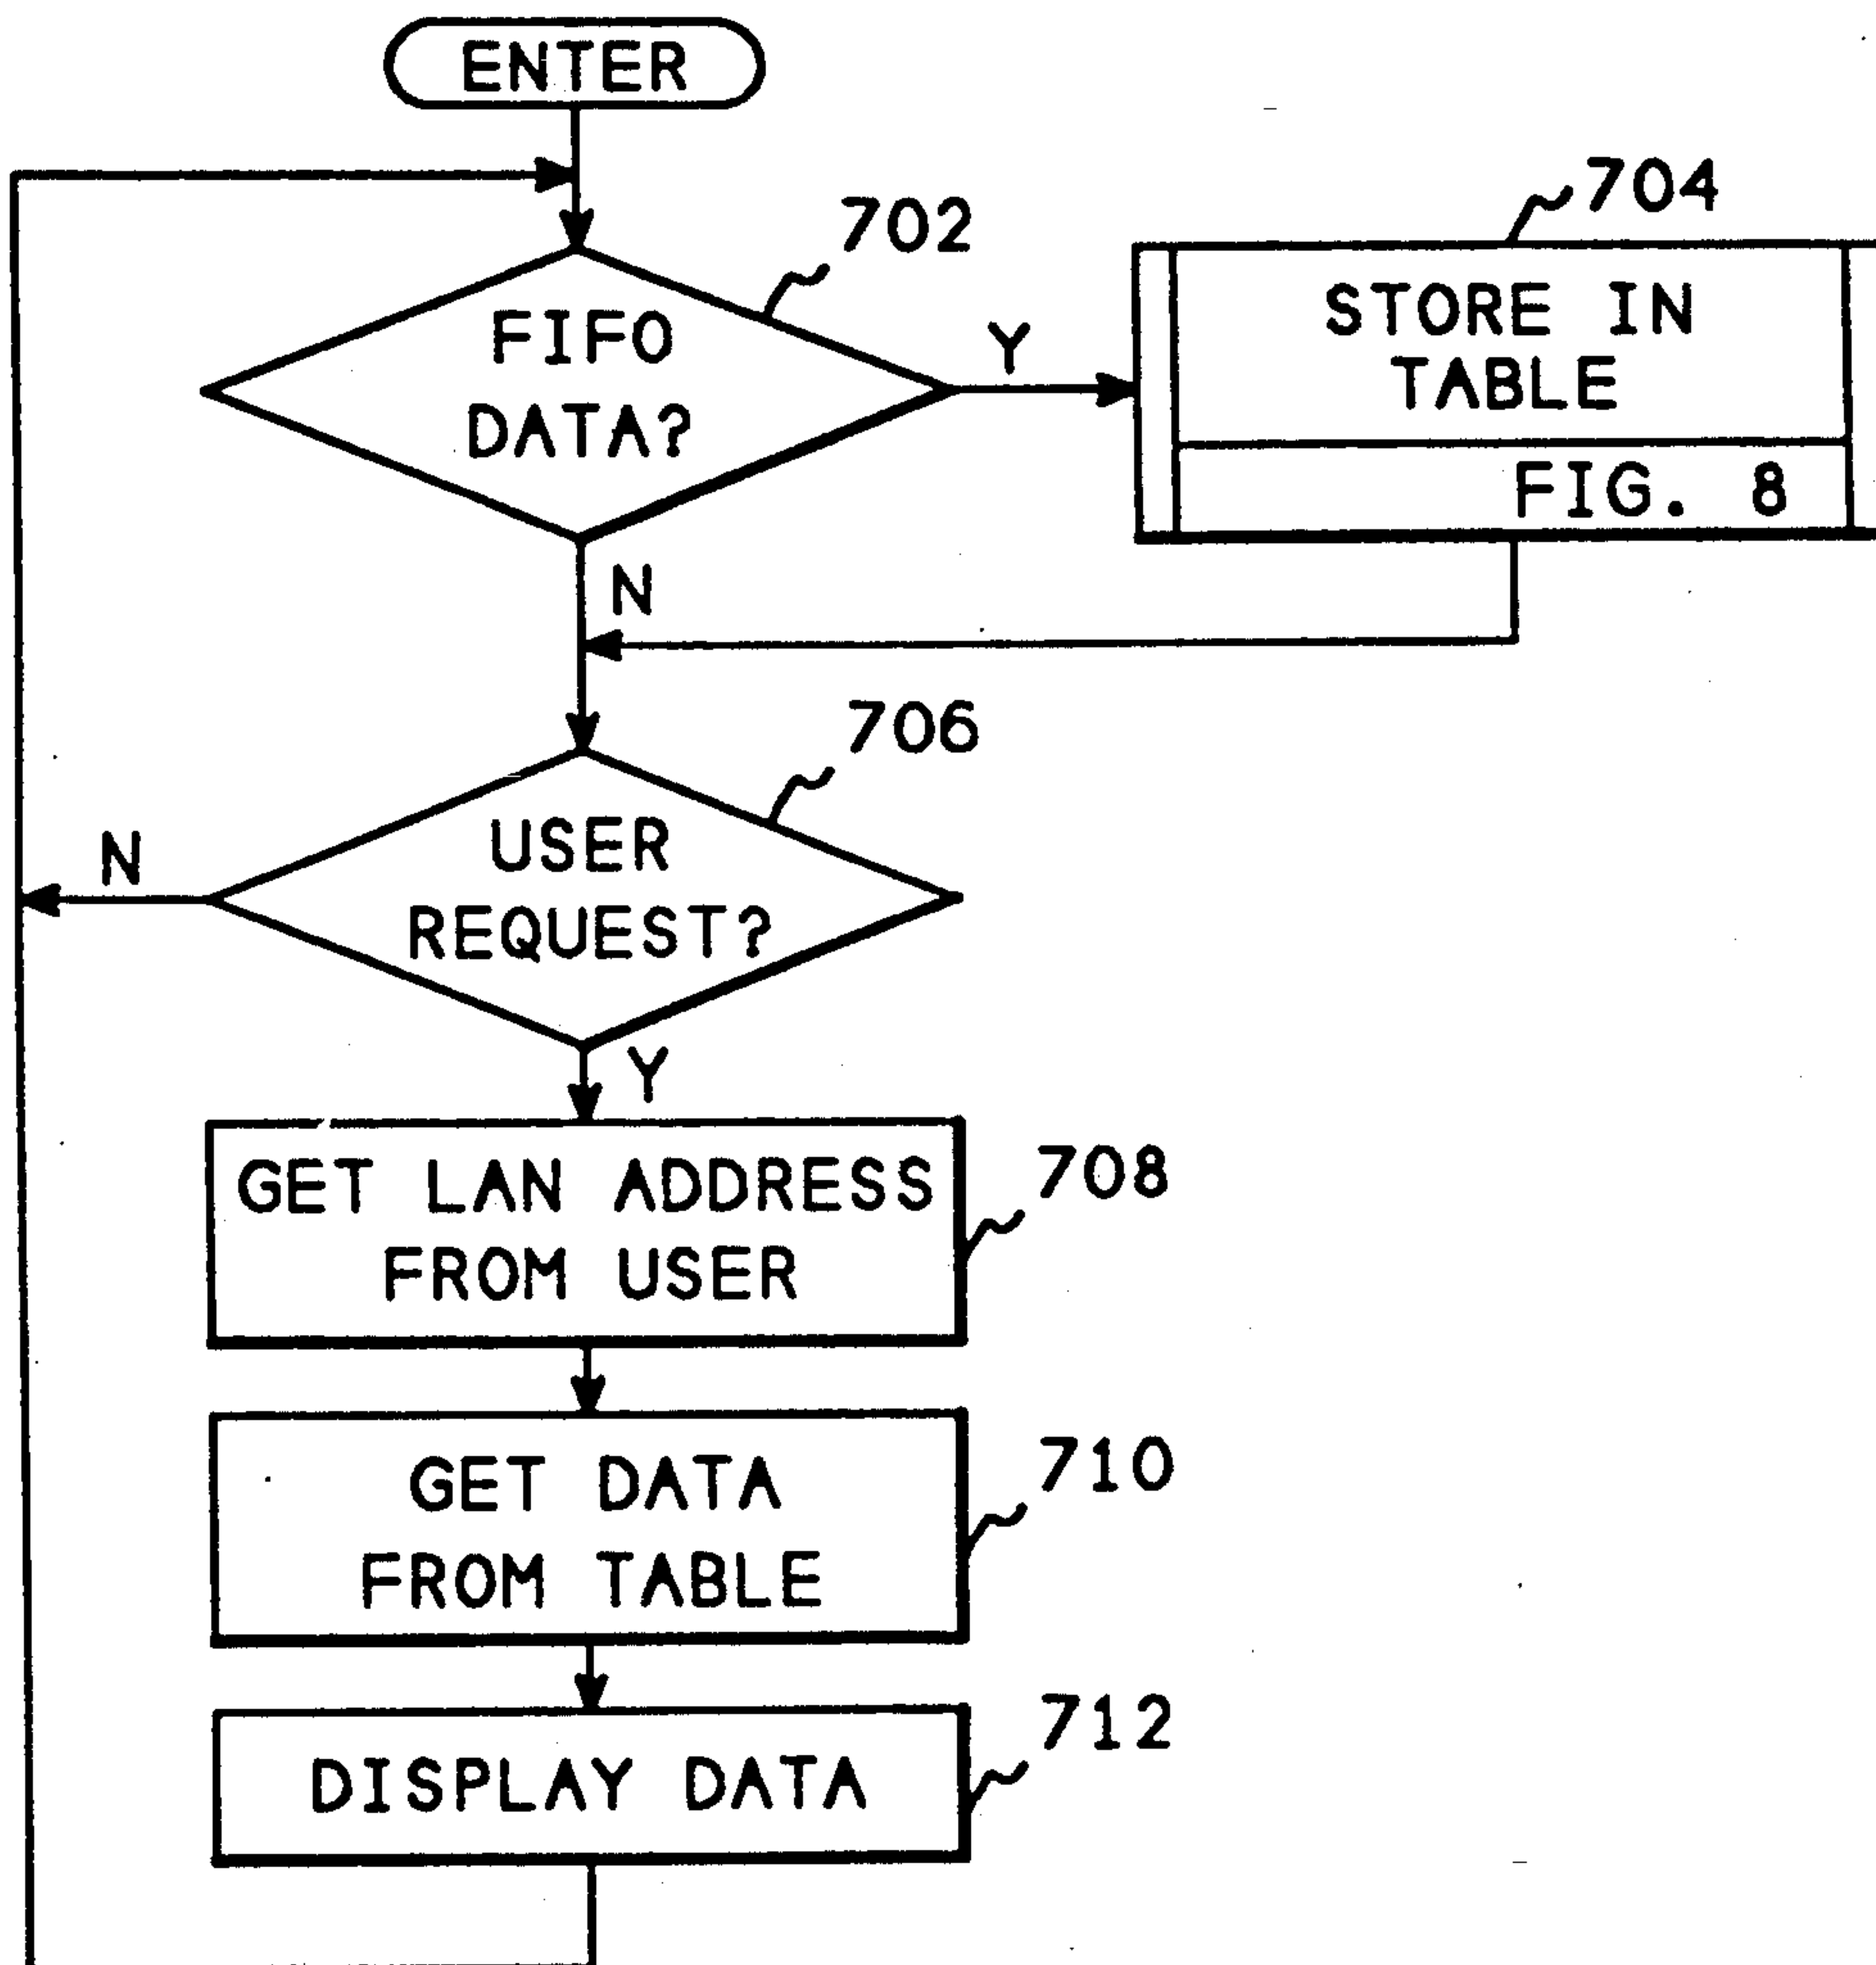 ENTER
702
FIFO
DATA?
Y
704
STORE IN
TABLE
FIG. 8
N
706
USER
REQUEST?
N
Y
GET LAN ADDRESS
FROM USER
708
GET DATA
FROM TABLE
710
DISPLAY DATA
712